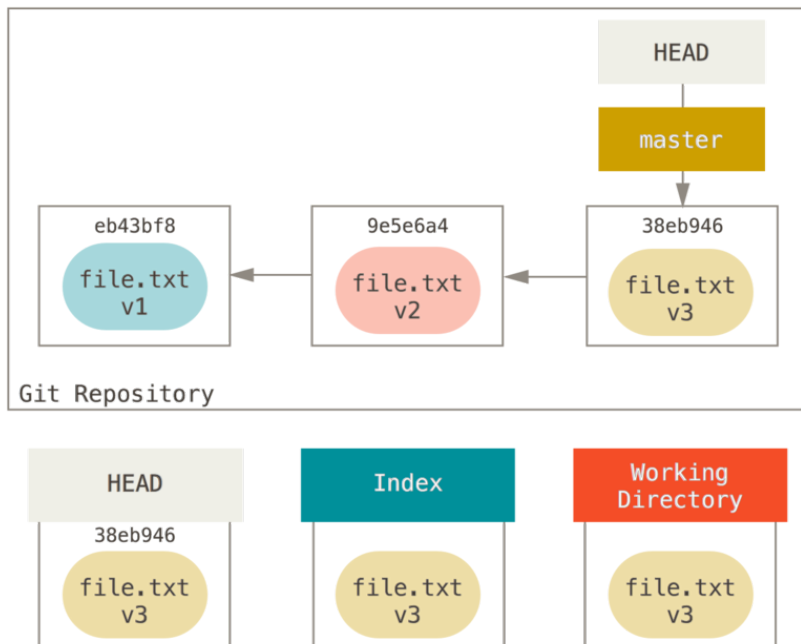 HEAD
master
eb43bf8
file.txt
v1
9e5e6a4
file.txt
v2
38eb946
file.txt
v3
Git Repository
HEAD
38eb946
file.txt
v3
Index
file.txt
v3
Working
Directory
file.txt
v3